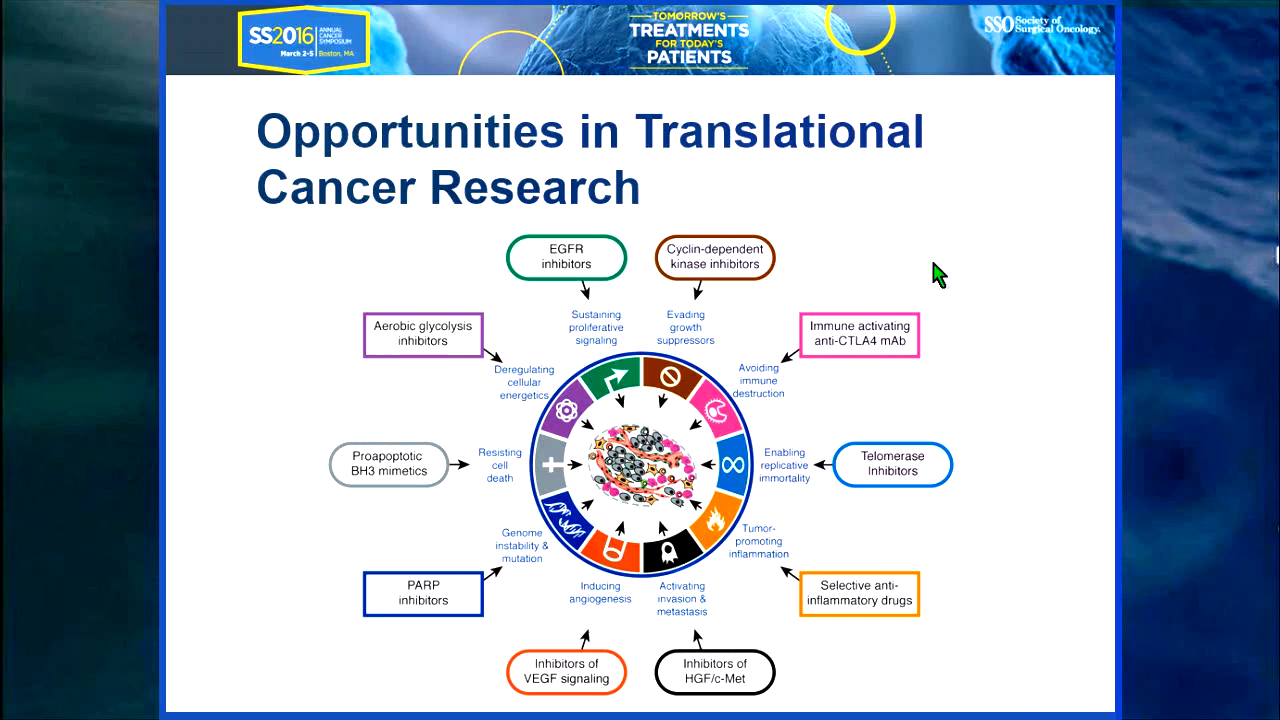 SS2016 ANNUAL
CANCER
SYMPOSIUM
March 2-5 | Boston, MA
TOMORROW'S
TREATMENTS
FOR TODAY'S
PATIENTS
SSO Society of
Surgical Oncology.
Opportunities in Translational
Cancer Research
EGFR
inhibitors
Cyclin-dependent
kinase inhibitors
Sustaining
proliferative
signaling
Evading
growth
suppressors
Aerobic glycolysis
inhibitors
Immune activating
anti-CTLA4 mAb
Deregulating
cellular
energetics
Avoiding
immune
destruction
Proapoptotic
BH3 mimetics
Resisting
cell
death
Enabling
replicative
immortality
Telomerase
Inhibitors
Genome
instability &
mutation
Tumor-
promoting
inflammation
PARP
inhibitors
Inducing
angiogenesis
Activating
invasion &
metastasis
Selective anti-
inflammatory drugs
Inhibitors of
VEGF signaling
Inhibitors of
HGF/c-Met